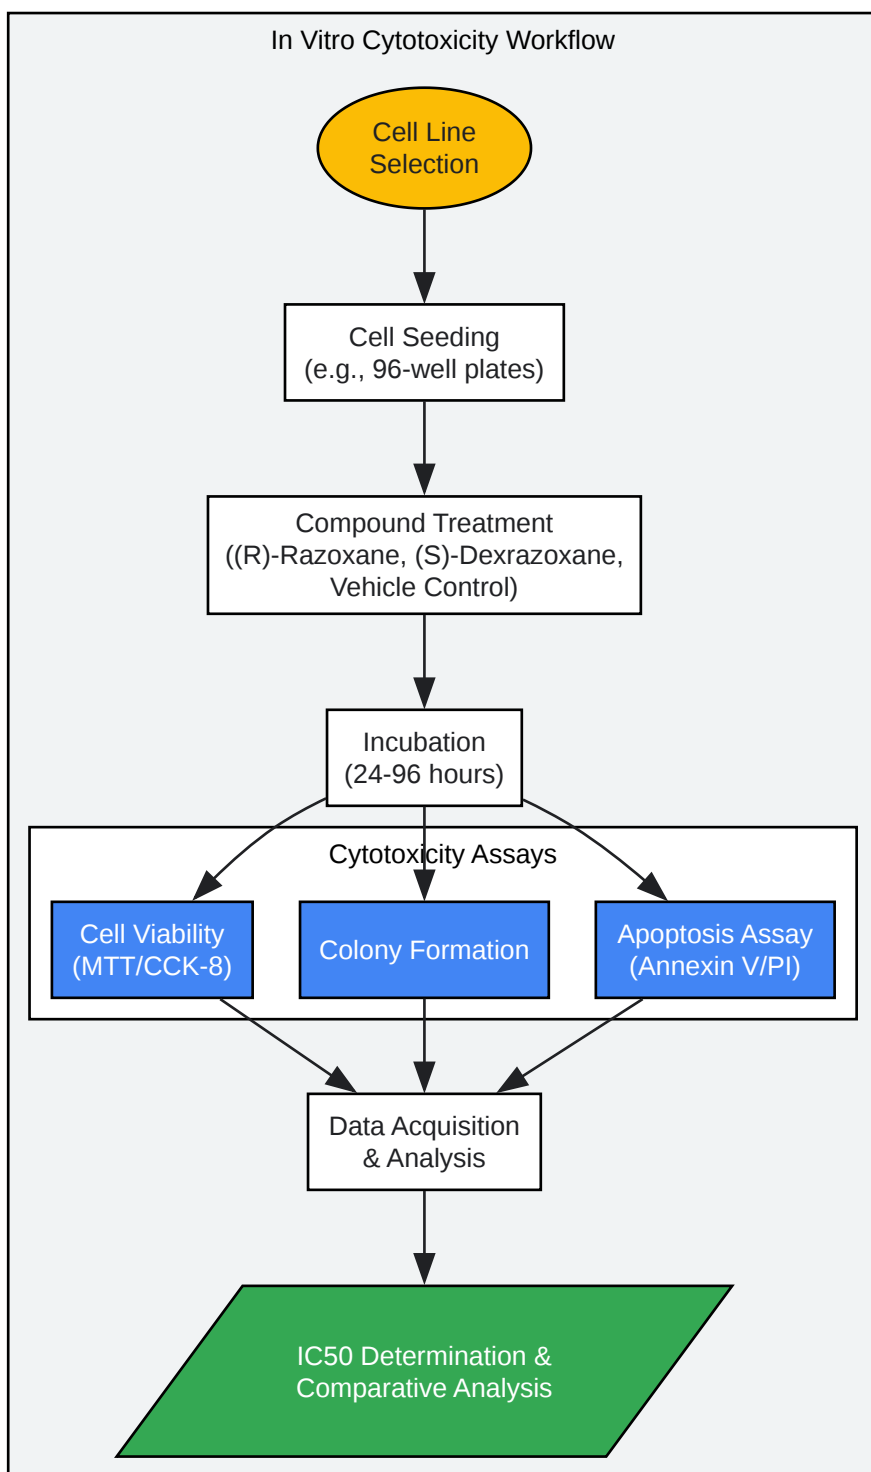 In Vitro Cytotoxicity Workflow
Cell Line
Selection
Cell Seeding
(e.g., 96-well plates)
Compound Treatment
((R)-Razoxane, (S)-Dexrazoxane,
Vehicle Control)
Incubation
(24-96 hours)
Cytotoxicity Assays
Cell Viability
(MTT/CCK-8)
Colony Formation
Apoptosis Assay
(Annexin V/PI)
Data Acquisition
& Analysis
IC50 Determination &
Comparative Analysis